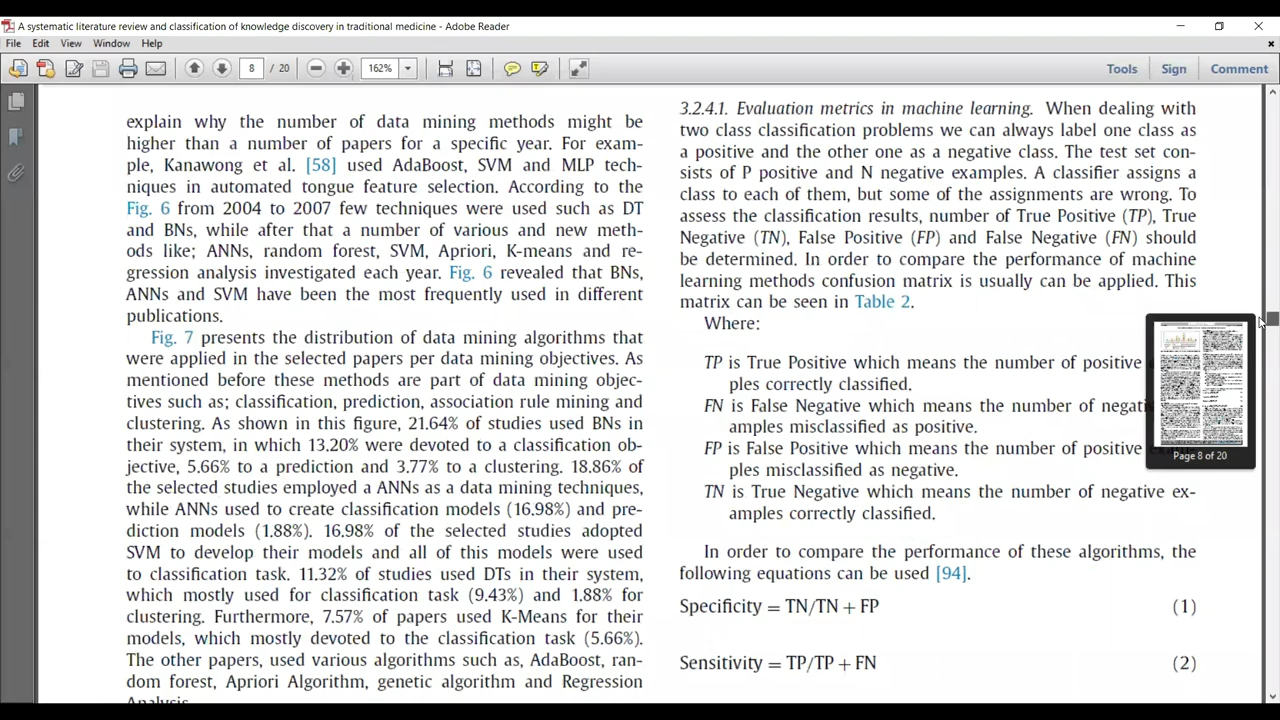 A systematic literature review and classification of knowledge discovery in traditional medicine - Adobe Reader
File Edit View Window Help
8 / 20
162%
Tools Sign Comment
explain why the number of data mining methods might be
higher than a number of papers for a specific year. For exam-
ple, Kanawong et al. [58] used AdaBoost, SVM and MLP tech-
niques in automated tongue feature selection. According to the
Fig. 6 from 2004 to 2007 few techniques were used such as DT
and BNs, while after that a number of various and new meth-
ods like; ANNs, random forest, SVM, Apriori, K-means and re-
gression analysis investigated each year. Fig. 6 revealed that BNs,
ANNs and SVM have been the most frequently used in different
publications.
Fig. 7 presents the distribution of data mining algorithms that
were applied in the selected papers per data mining objectives. As
mentioned before these methods are part of data mining objec-
tives such as; classification, prediction, association rule mining and
clustering. As shown in this figure, 21.64% of studies used BNs in
their system, in which 13.20% were devoted to a classification ob-
jective, 5.66% to a prediction and 3.77% to a clustering. 18.86% of
the selected studies employed a ANNs as a data mining techniques,
while ANNs used to create classification models (16.98%) and pre-
diction models (1.88%). 16.98% of the selected studies adopted
SVM to develop their models and all of this models were used
to classification task. 11.32% of studies used DTs in their system,
which mostly used for classification task (9.43%) and 1.88% for
clustering. Furthermore, 7.57% of papers used K-Means for their
models, which mostly devoted to the classification task (5.66%).
The other papers, used various algorithms such as, AdaBoost, ran-
dom forest, Apriori Algorithm, genetic algorithm and Regression
Analysis
3.2.4.1. Evaluation metrics in machine learning. When dealing with
two class classification problems we can always label one class as
a positive and the other one as a negative class. The test set con-
sists of P positive and N negative examples. A classifier assigns a
class to each of them, but some of the assignments are wrong. To
assess the classification results, number of True Positive (TP), True
Negative (TN), False Positive (FP) and False Negative (FN) should
be determined. In order to compare the performance of machine
learning methods confusion matrix is usually can be applied. This
matrix can be seen in Table 2.
Where:
TP is True Positive which means the number of positive
ples correctly classified.
FN is False Negative which means the number of negati
amples misclassified as positive.
FP is False Positive which means the number of positive
ples misclassified as negative.
TN is True Negative which means the number of negative ex-
amples correctly classified.
In order to compare the performance of these algorithms, the
following equations can be used [94].
Specificity = TN/TN + FP (1)
Sensitivity = TP/TP + FN (2)
Page 8 of 20